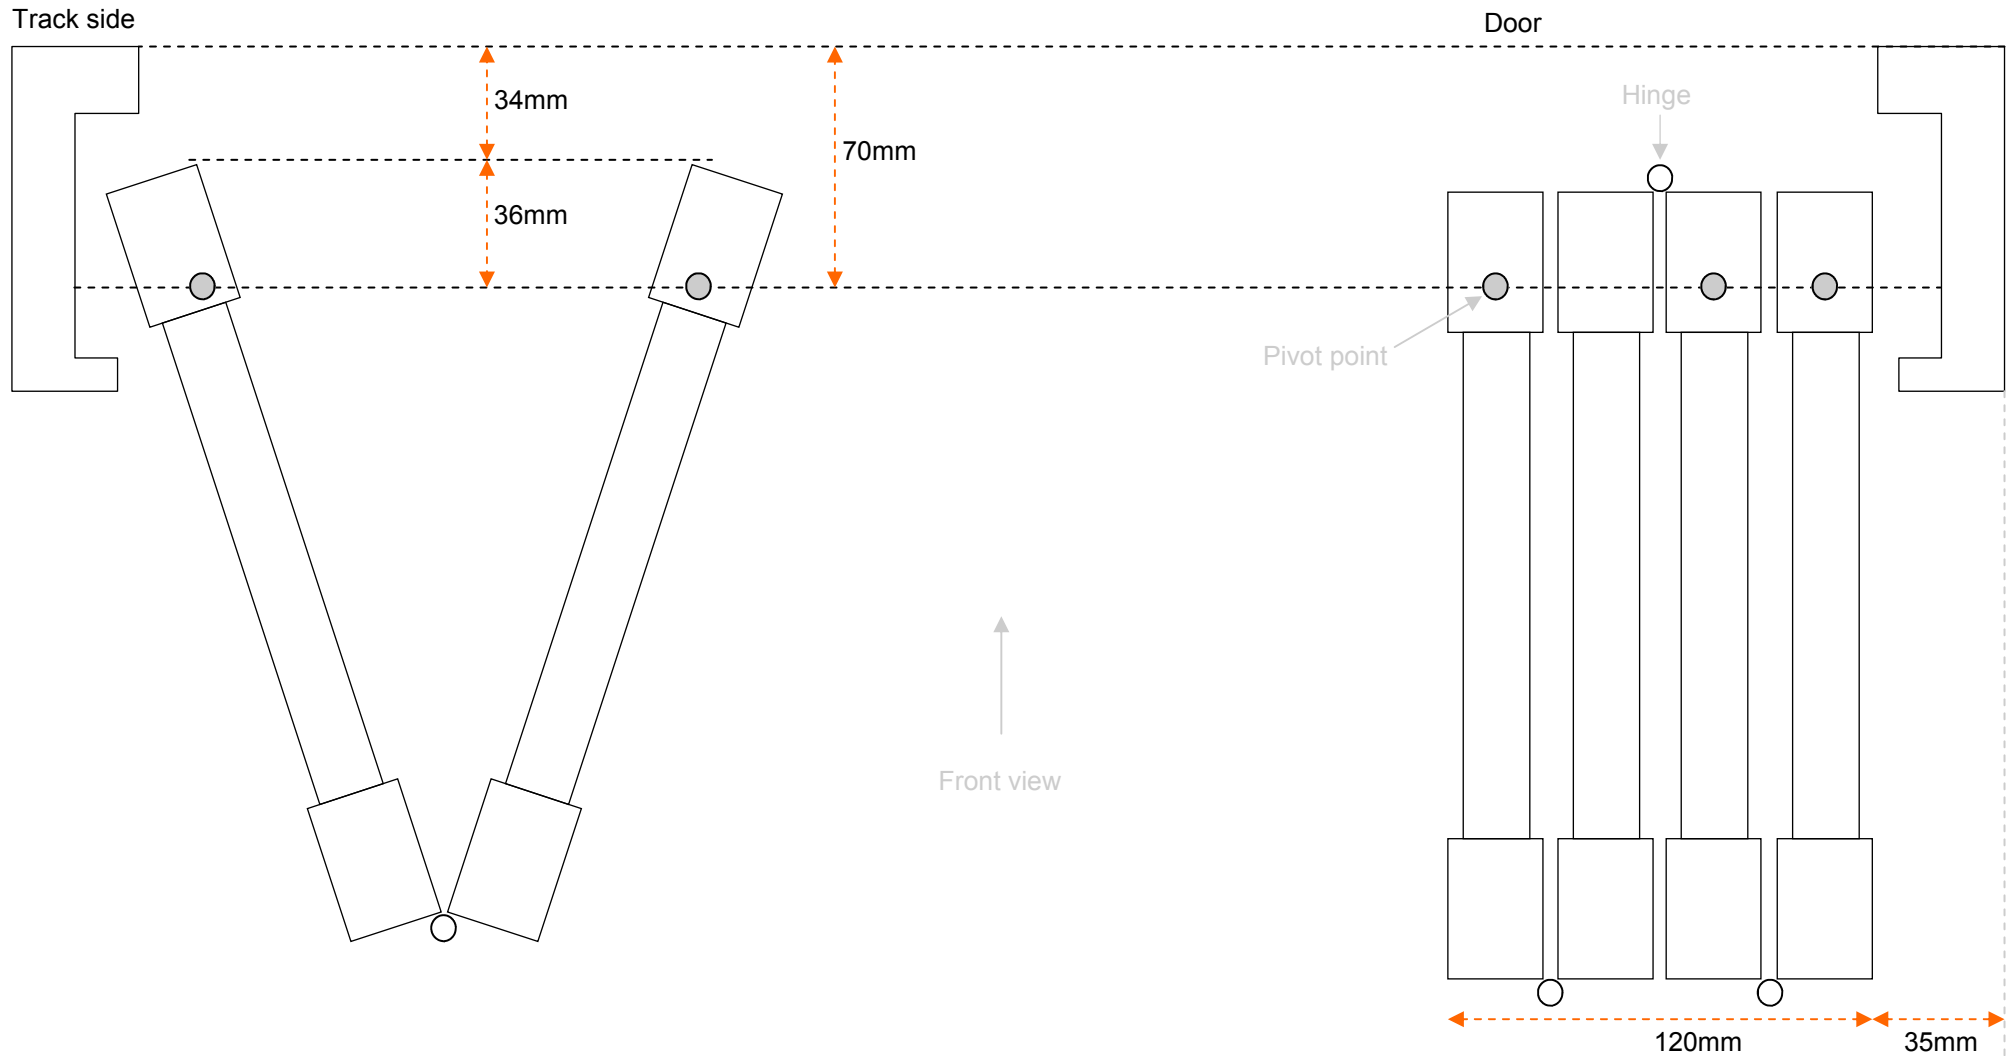 Track side
Door
34mm
Hinge
70mm
36mm
Pivot point
Front view
120mm
35mm